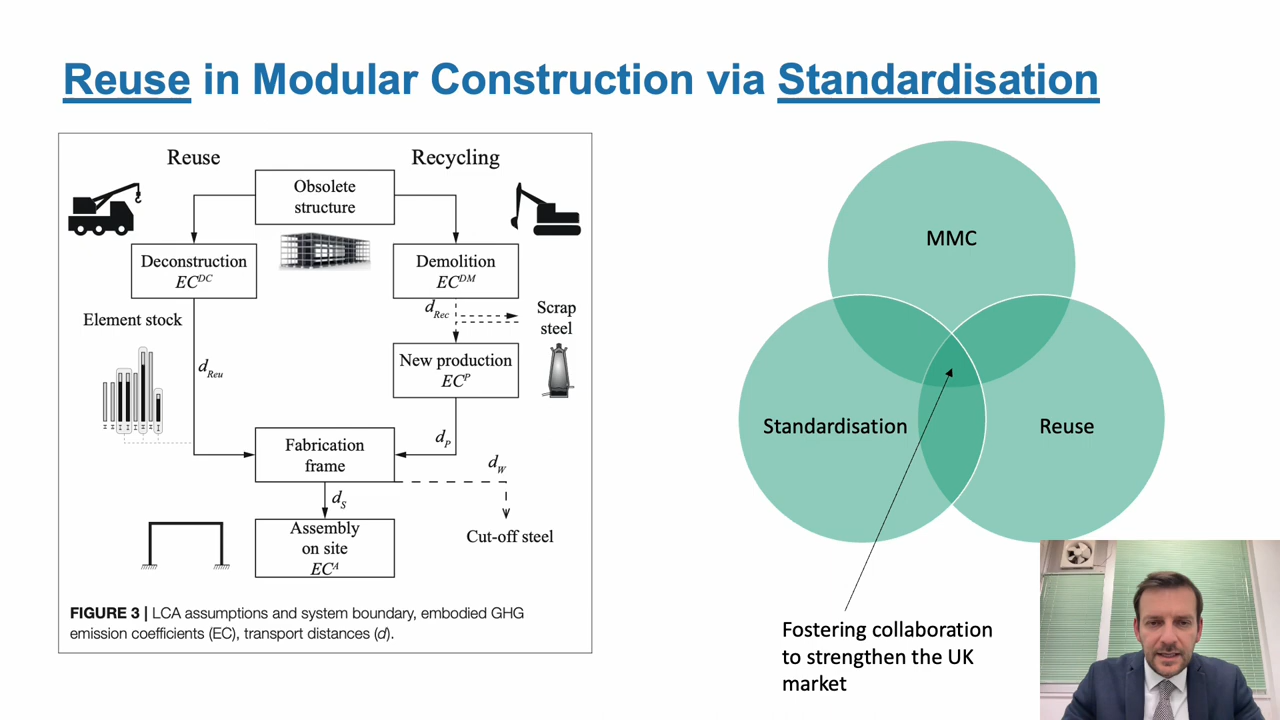 Reuse in Modular Construction via Standardisation
Reuse
Recycling
Obsolete
structure
Deconstruction
EC^DC
Demolition
EC^DM
Element stock
d_Rec
Scrap
steel
d_Reu
New production
EC^P
d_P
Fabrication
frame
d_W
d_S
Cut-off steel
Assembly
on site
EC^A
FIGURE 3 | LCA assumptions and system boundary, embodied GHG
emission coefficients (EC), transport distances (d).
MMC
Standardisation
Reuse
Fostering collaboration
to strengthen the UK
market